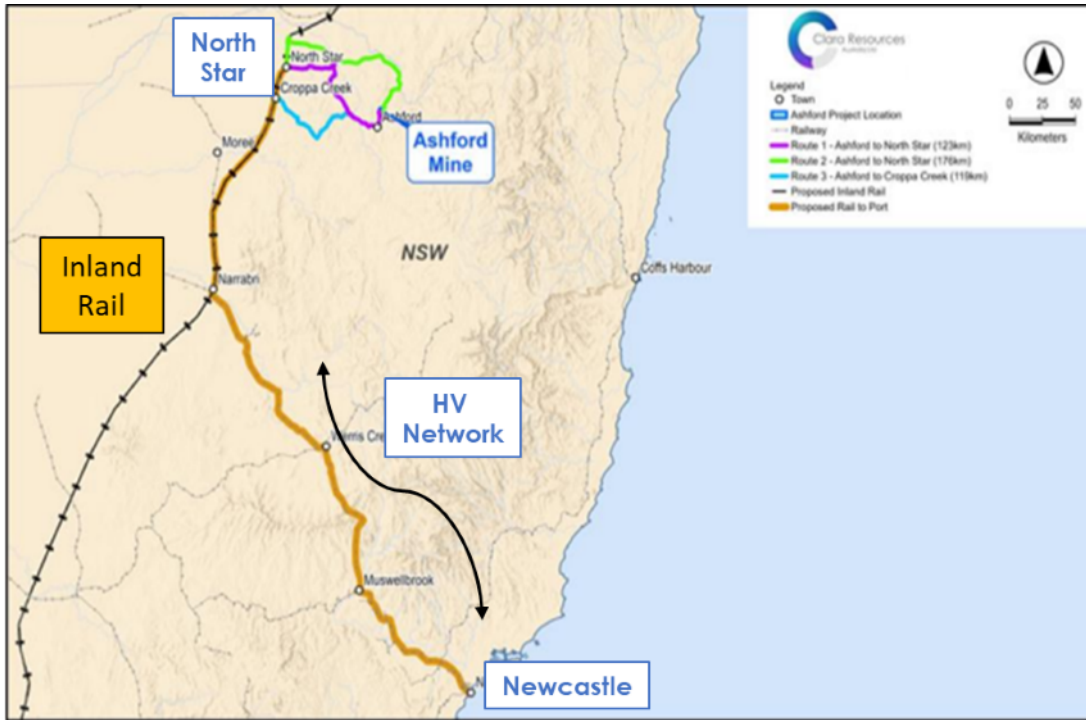 North
Star
North Star
Croppa Creek
Ashford
Ashford
Mine
Moree
Inland
Rail
Narrabri
NSW
Coffs Harbour
HV
Network
Werris Cre
Muswellbrook
Newcastle
N
Clara Resources
Legend
Town
Ashford Project Location
Railway
Route 1 - Ashford to North Star (123km)
Route 2 - Ashford to North Star (176km)
Route 3 - Ashford to Croppa Creek (119km)
Proposed Inland Rail
Proposed Rail to Port
0 25 50
Kilometers